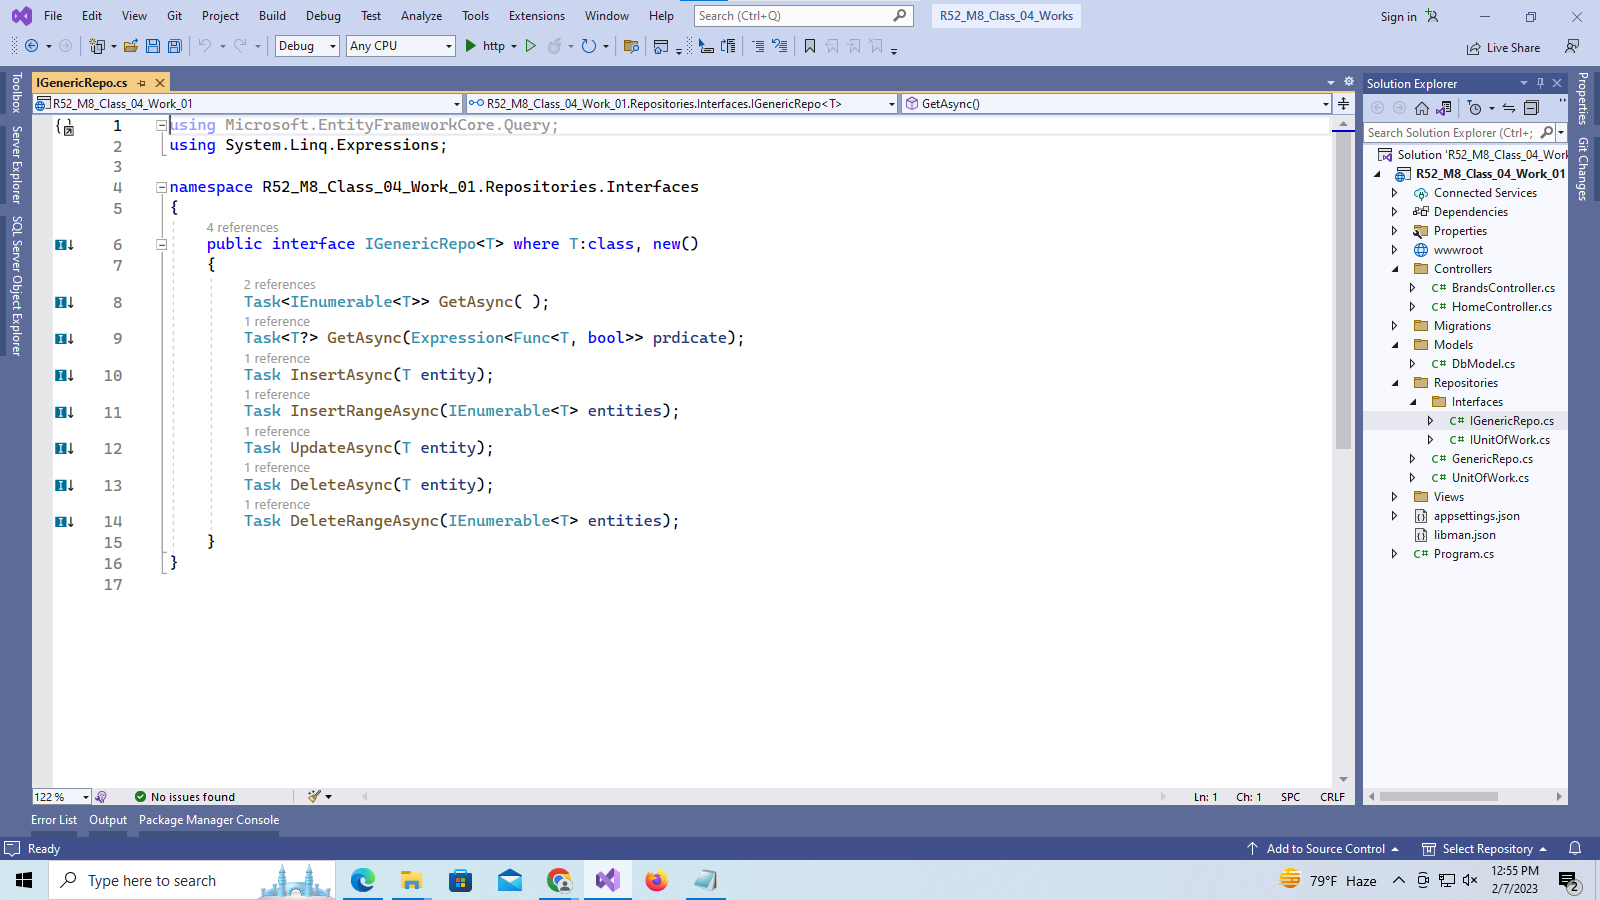 File Edit View Git Project Build Debug Test Analyze Tools Extensions Window Help Search (Ctrl+Q) R52_M8_Class_04_Works Sign in
Debug Any CPU http Live Share
Toolbox
Server Explorer
SQL Server Object Explorer
IGenericRepo.cs
R52_M8_Class_04_Work_01 R52_M8_Class_04_Work_01.Repositories.Interfaces.IGenericRepo<T> GetAsync()
1 using Microsoft.EntityFrameworkCore.Query;
2 using System.Linq.Expressions;
3
4 namespace R52_M8_Class_04_Work_01.Repositories.Interfaces
5 {
4 references
6 public interface IGenericRepo<T> where T:class, new()
7 {
2 references
8 Task<IEnumerable<T>> GetAsync( );
1 reference
9 Task<T?> GetAsync(Expression<Func<T, bool>> prdicate);
1 reference
10 Task InsertAsync(T entity);
1 reference
11 Task InsertRangeAsync(IEnumerable<T> entities);
1 reference
12 Task UpdateAsync(T entity);
1 reference
13 Task DeleteAsync(T entity);
1 reference
14 Task DeleteRangeAsync(IEnumerable<T> entities);
15 }
16 }
17
122 % No issues found Ln: 1 Ch: 1 SPC CRLF
Solution Explorer
Search Solution Explorer (Ctrl+;
Solution 'R52_M8_Class_04_Work
R52_M8_Class_04_Work_01
Connected Services
Dependencies
Properties
wwwroot
Controllers
C# BrandsController.cs
C# HomeController.cs
Migrations
Models
C# DbModel.cs
Repositories
Interfaces
C# IGenericRepo.cs
C# IUnitOfWork.cs
C# GenericRepo.cs
C# UnitOfWork.cs
Views
appsettings.json
libman.json
C# Program.cs
Properties
Git Changes
Error List Output Package Manager Console
Ready Add to Source Control Select Repository
Type here to search 79°F Haze 12:55 PM
2/7/2023 2